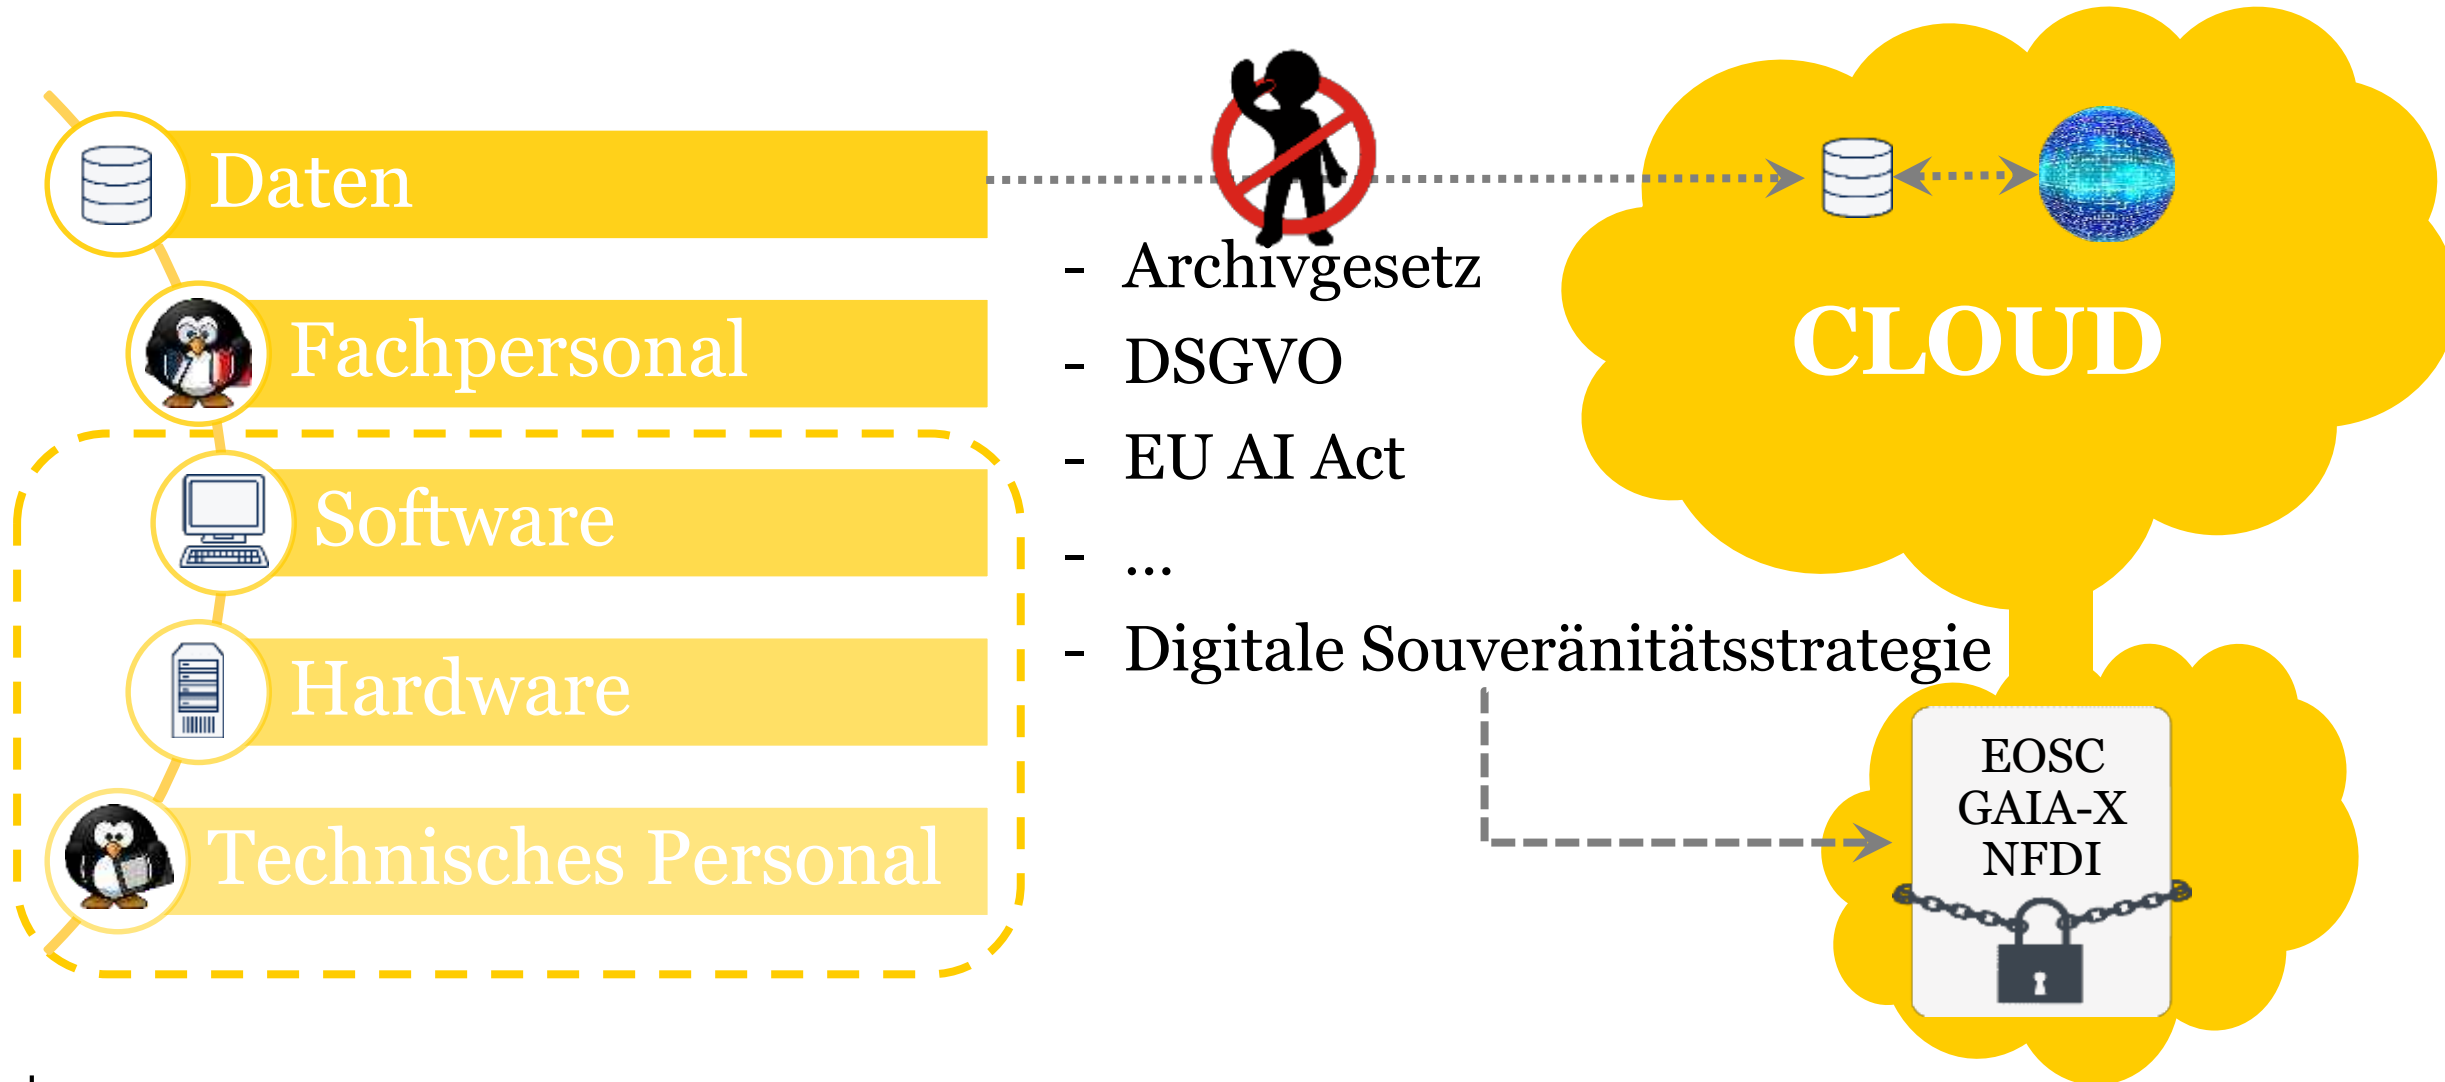 Daten
Fachpersonal
Software
Hardware
Technisches Personal
- Archivgesetz
- DSGVO
- EU AI Act
- ...
- Digitale Souveränitätsstrategie
CLOUD
EOSC
GAIA-X
NFDI